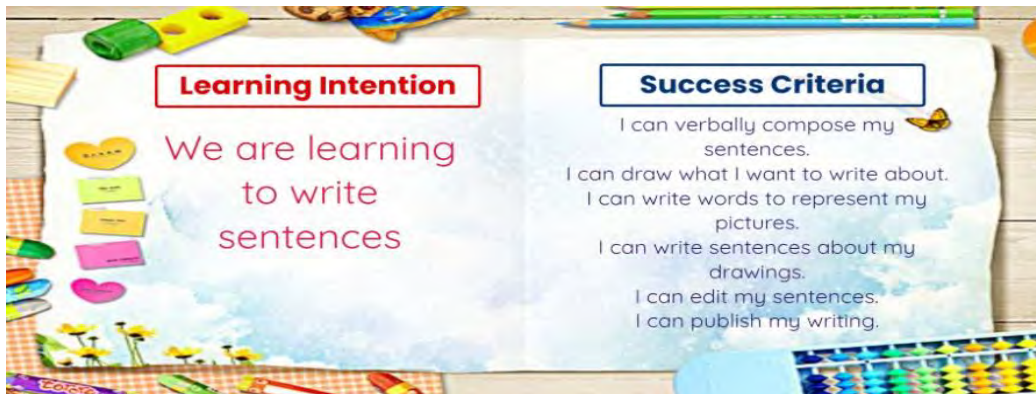 Learning Intention
We are learning
to write
sentences
Success Criteria
I can verbally compose my
sentences.
I can draw what I want to write about.
I can write words to represent my
pictures.
I can write sentences about my
drawings.
I can edit my sentences.
I can publish my writing.